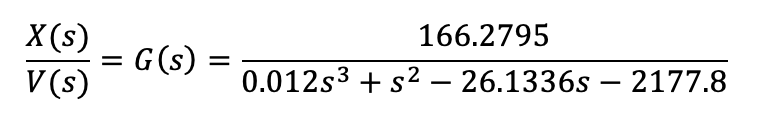 X(s)/V(s) = G(s) = 166.2795/(0.012s³ + s² − 26.1336s − 2177.8)